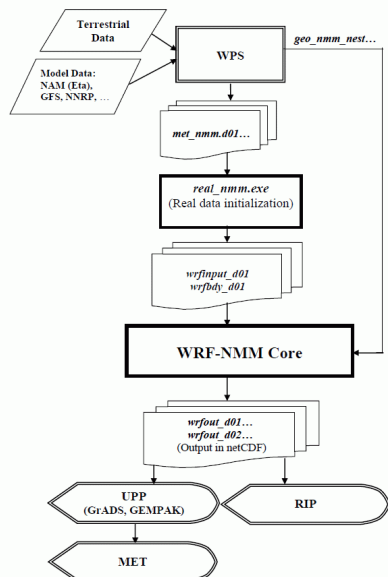 Terrestrial
Data
WPS
geo_nmm_nest…
Model Data:
NAM (Eta),
GFS, NNRP, …
met_nmm.d01…
real_nmm.exe
(Real data initialization)
wrfinput_d01
wrfbdy_d01
WRF-NMM Core
wrfout_d01…
wrfout_d02…
(Output in netCDF)
UPP
(GrADS, GEMPAK)
RIP
MET